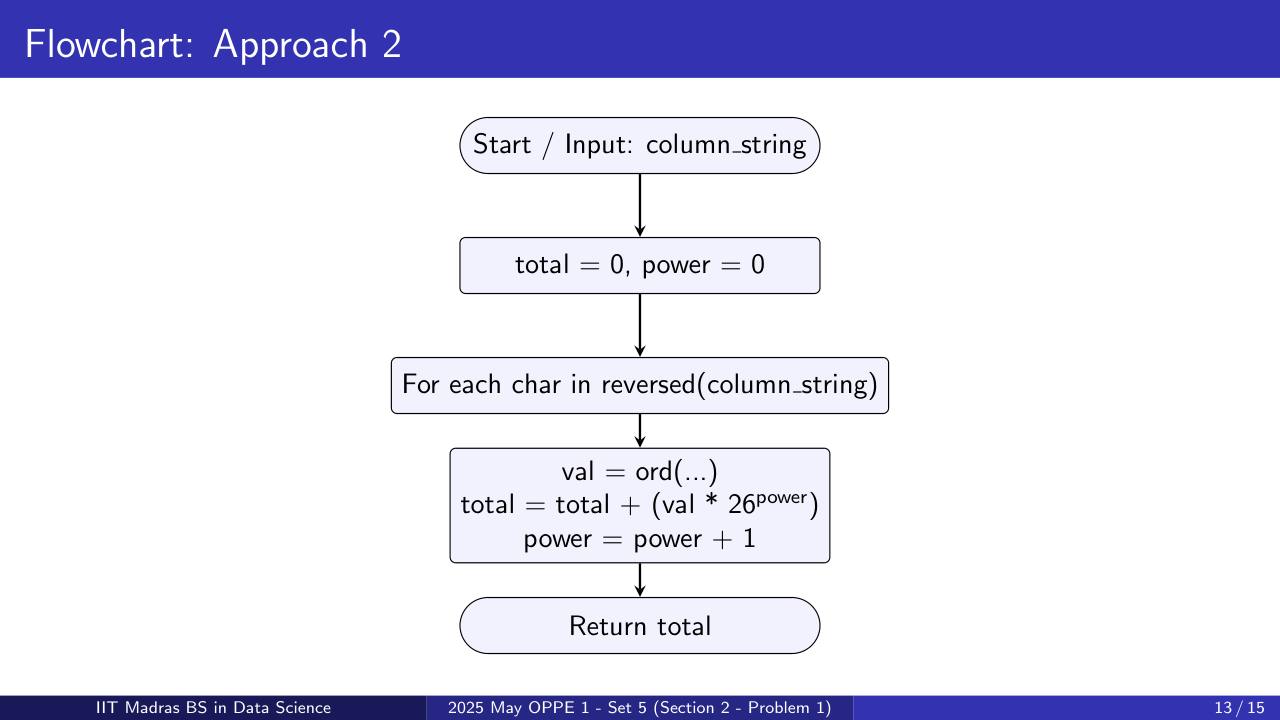 Flowchart: Approach 2
Start / Input: column_string
total = 0, power = 0
For each char in reversed(column_string)
val = ord(...)
total = total + (val * 26^power)
power = power + 1
Return total
IIT Madras BS in Data Science
2025 May OPPE 1 - Set 5 (Section 2 - Problem 1)
13 / 15